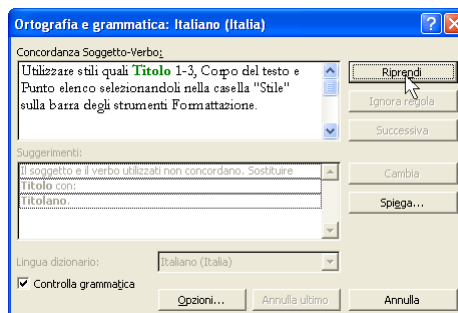 Ortografia e grammatica: Italiano (Italia)
Concordanza Soggetto-Verbo:
Utilizzare stili quali Titolo 1-3, Corpo del testo e
Punto elenco selezionandoli nella casella "Stile"
sulla barra degli strumenti Formattazione.
Riprendi
Ignora regola
Successiva
Suggerimenti:
Il soggetto e il verbo utilizzati non concordano. Sostituire
Titolo con:
Titolano.
Cambia
Spiega...
Lingua dizionario:
Italiano (Italia)
Controlla grammatica
Opzioni...
Annulla ultimo
Annulla